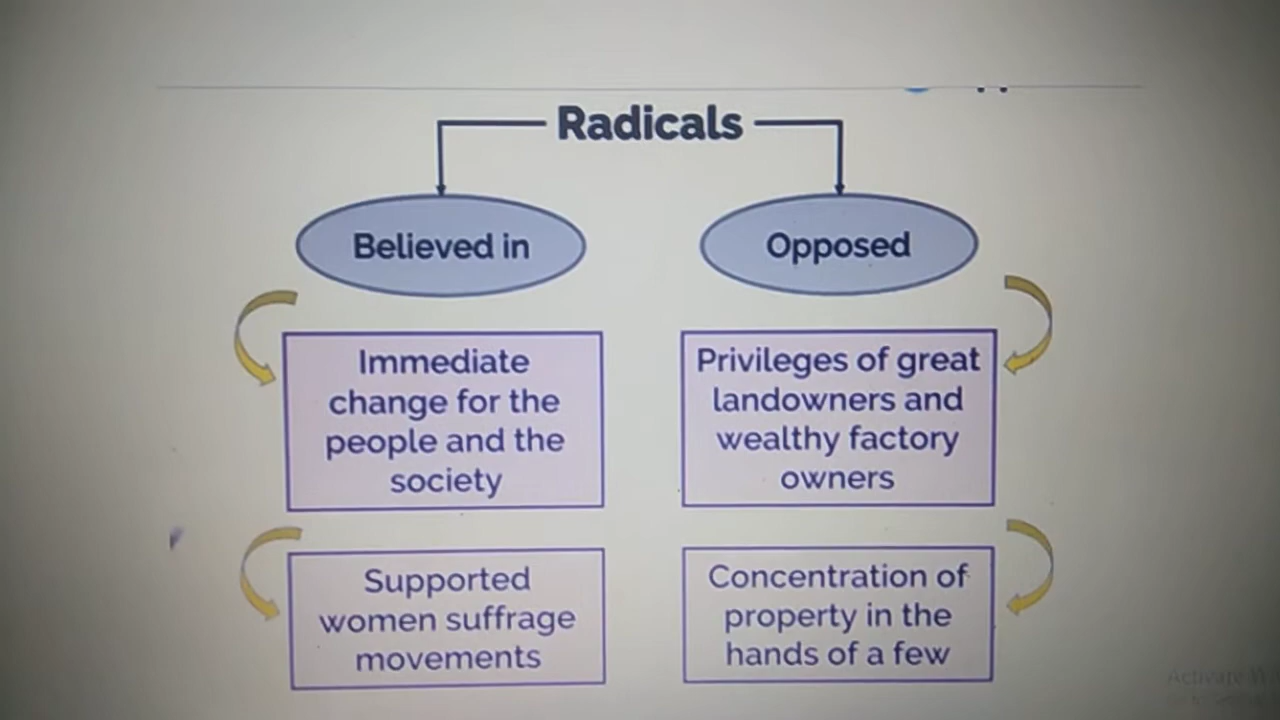 Radicals
Believed in
Opposed
Immediate
change for the
people and the
society
Privileges of great
landowners and
wealthy factory
owners
Supported
women suffrage
movements
Concentration of
property in the
hands of a few
Activate